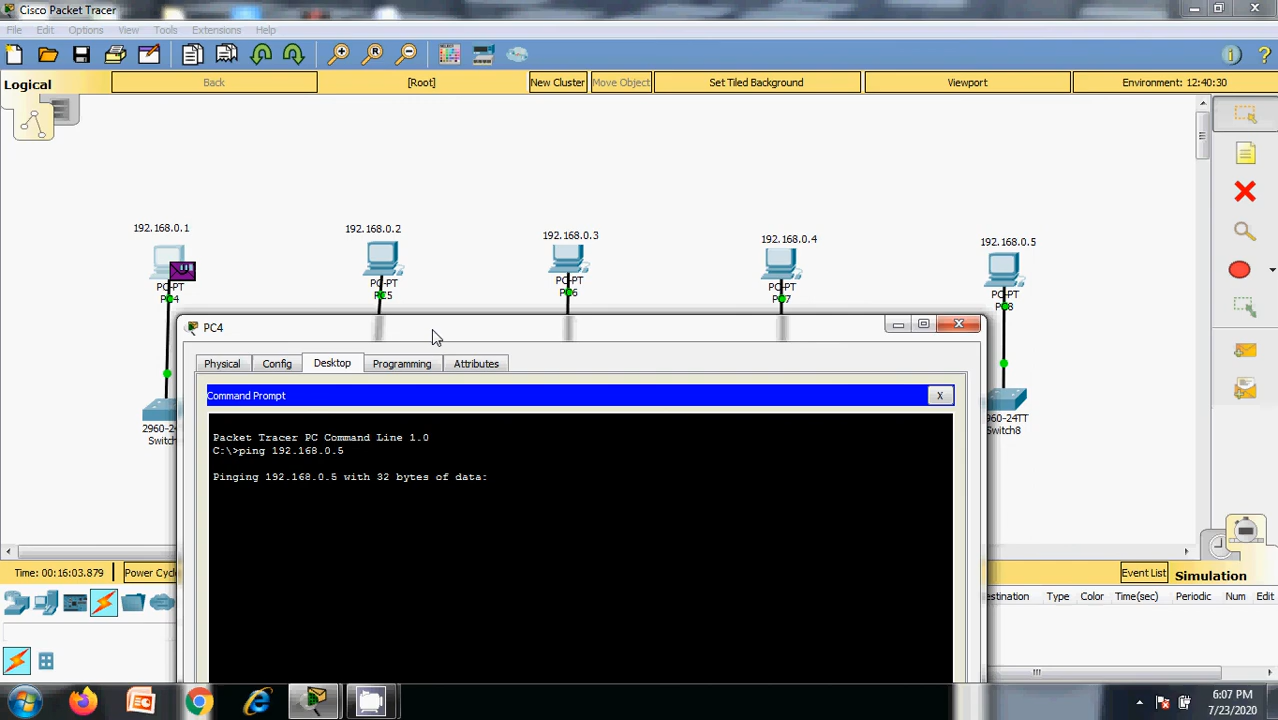 Cisco Packet Tracer
File Edit Options View Tools Extensions Help
Logical
Back
[Root]
New Cluster
Move Object
Set Tiled Background
Viewport
Environment: 12:40:30
192.168.0.1
192.168.0.2
192.168.0.3
192.168.0.4
192.168.0.5
PC-PT
PC4
PC-PT
PC5
PC-PT
PC6
PC-PT
PC7
PC-PT
PC8
PC4
Physical Config Desktop Programming Attributes
Command Prompt
X
Packet Tracer PC Command Line 1.0
C:\>ping 192.168.0.5
Pinging 192.168.0.5 with 32 bytes of data:
2960-24
Switch
2960-24TT
Switch8
Time: 00:16:03.879
Power Cyc
Event List
Simulation
estination Type Color Time(sec) Periodic Num Edit
6:07 PM
7/23/2020